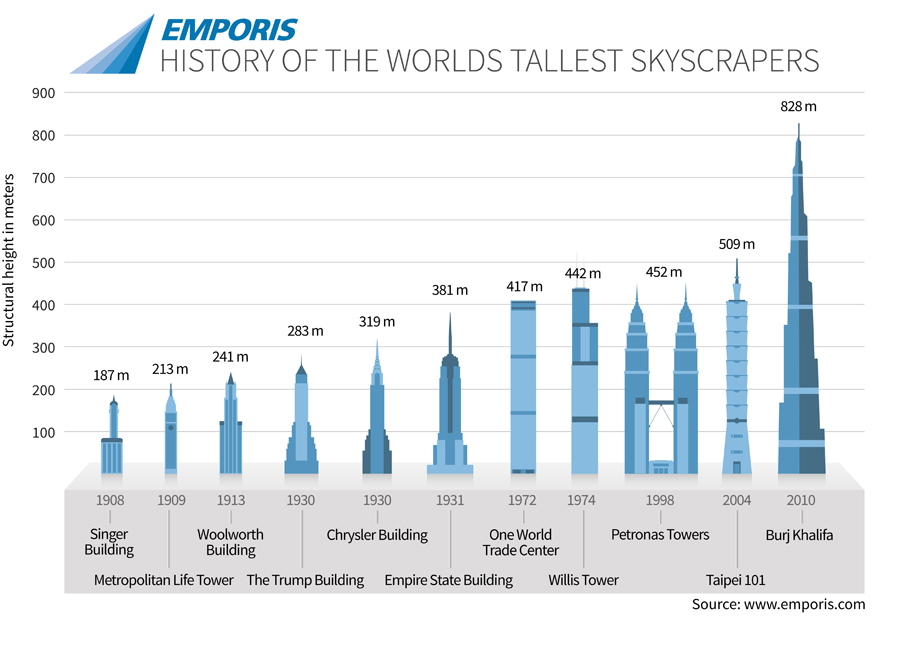 EMPORIS
HISTORY OF THE WORLDS TALLEST SKYSCRAPERS
Structural height in meters
900
800
700
600
500
400
300
200
100
187 m
213 m
241 m
283 m
319 m
381 m
417 m
442 m
452 m
509 m
828 m
1908
1909
1913
1930
1930
1931
1972
1974
1998
2004
2010
Singer
Building
Metropolitan Life Tower
Woolworth
Building
The Trump Building
Chrysler Building
Empire State Building
One World
Trade Center
Willis Tower
Petronas Towers
Taipei 101
Burj Khalifa
Source: www.emporis.com